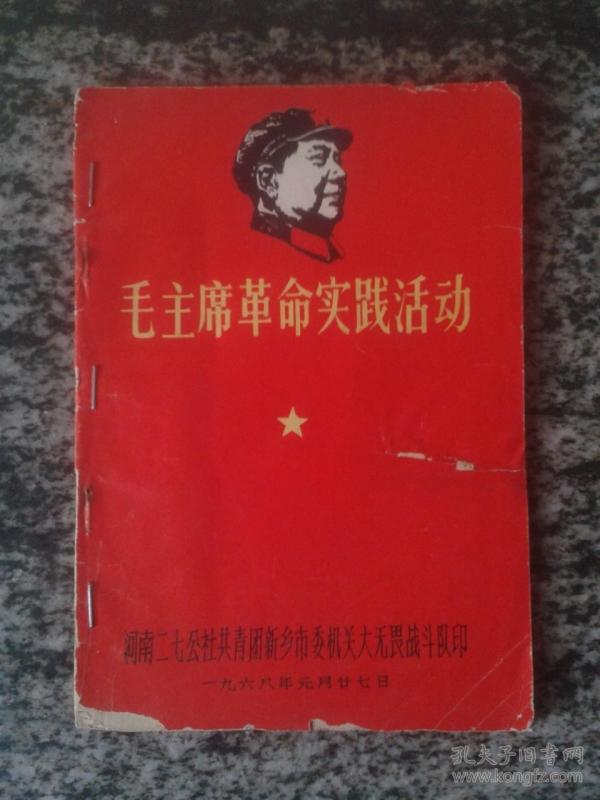 毛主席革命实践活动
河南二七公社共青团新乡市委机关大无畏战斗队印
一九六八年元月廿七日
孔夫子旧书网
www.kongfz.com